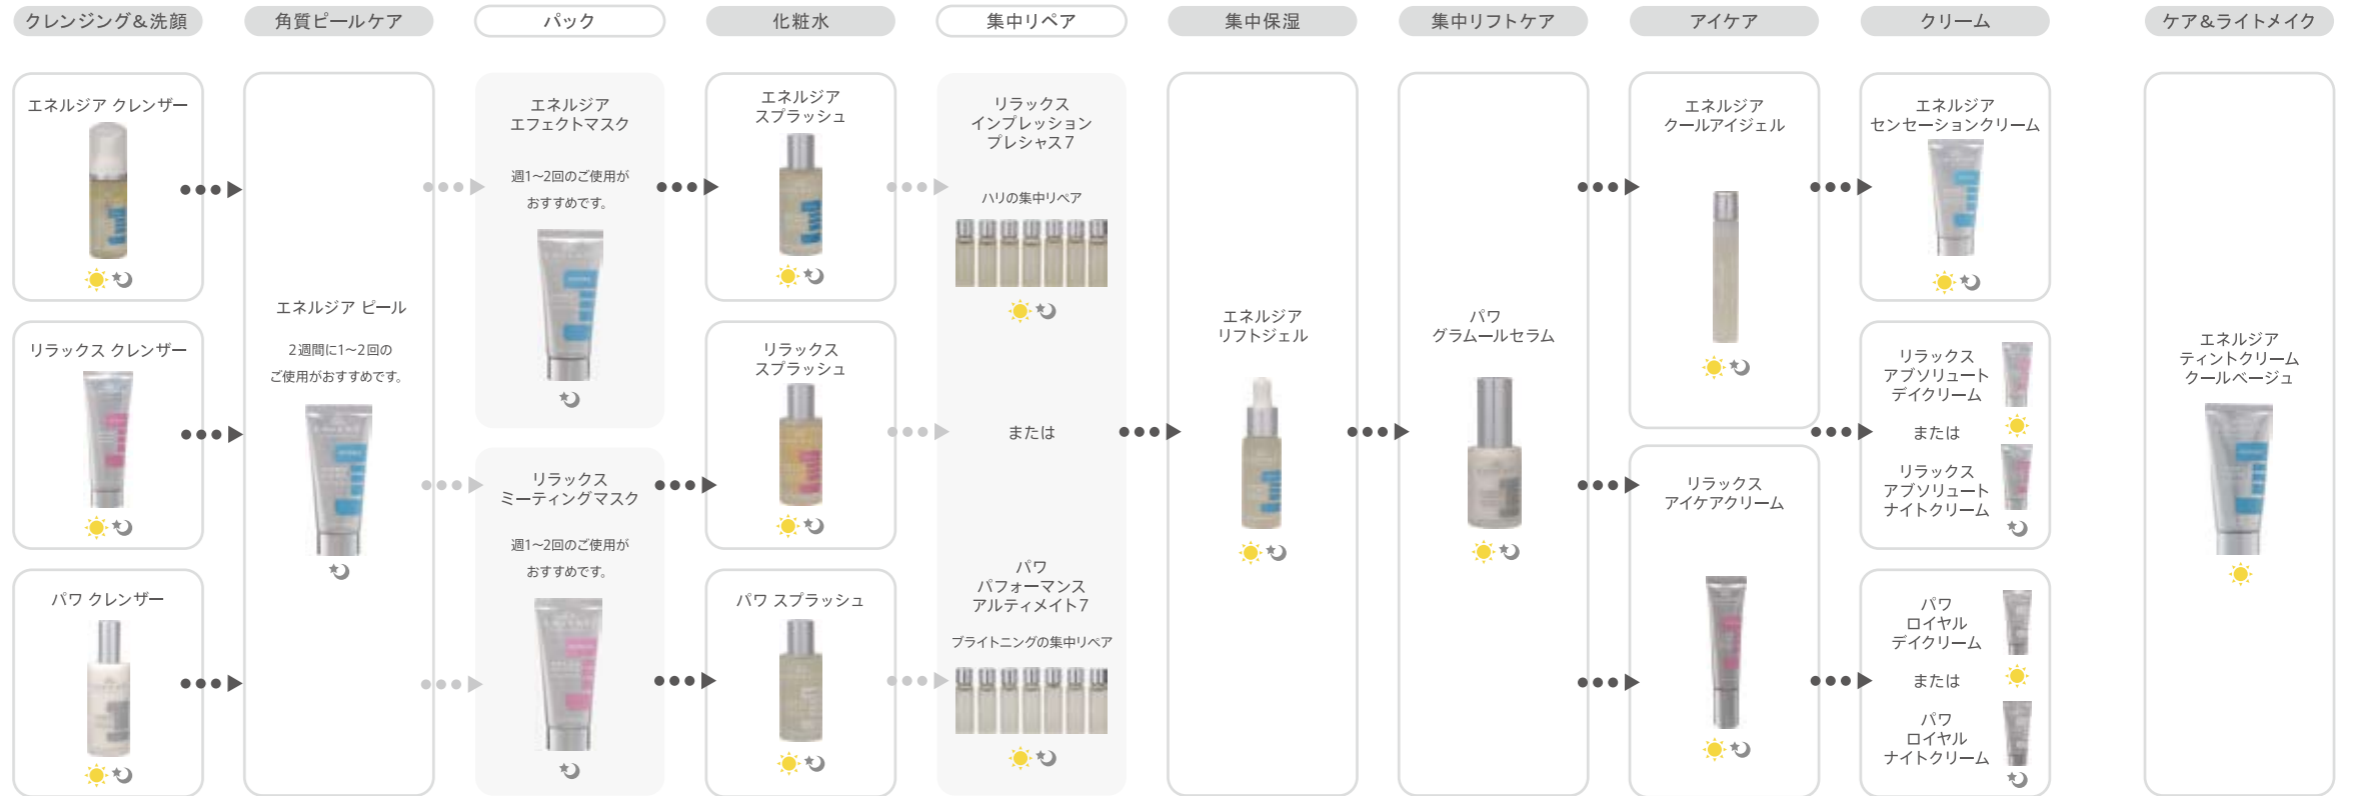 クレンジング&洗顔
角質ピールケア
パック
化粧水
集中リペア
集中保湿
集中リフトケア
アイケア
クリーム
ケア&ライトメイク
エネルジア クレンザー
リラックス クレンザー
パワ クレンザー
エネルジア ピール
2週間に1~2回の
ご使用がおすすめです。
エネルジア
エフェクトマスク
週1~2回のご使用が
おすすめです。
リラックス
ミーティングマスク
週1~2回のご使用が
おすすめです。
エネルジア
スプラッシュ
リラックス
スプラッシュ
パワ スプラッシュ
リラックス
インプレッション
プレシャス7
ハリの集中リペア
または
パワ
パフォーマンス
アルティメイト7
ブライトニングの集中リペア
エネルジア
リフトジェル
パワ
グラムールセラム
エネルジア
クールアイジェル
リラックス
アイケアクリーム
エネルジア
センセーションクリーム
リラックス
アブソリュート
デイクリーム
または
リラックス
アブソリュート
ナイトクリーム
パワ
ロイヤル
デイクリーム
または
パワ
ロイヤル
ナイトクリーム
エネルジア
ティントクリーム
クールベージュ